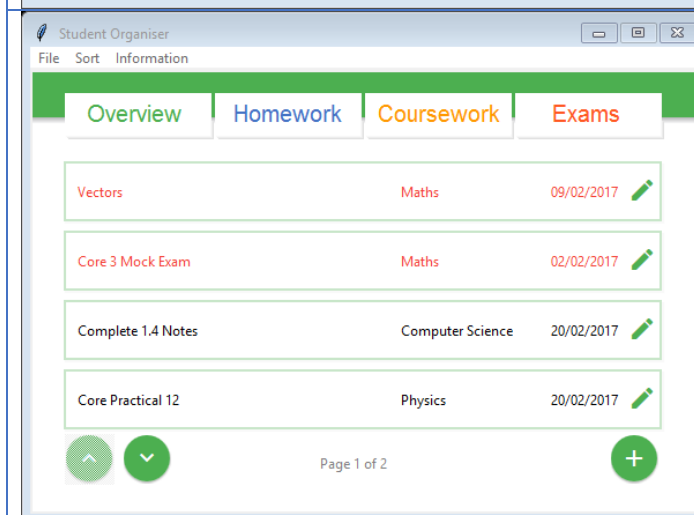 Student Organiser
File Sort Information
Overview Homework Coursework Exams
Vectors Maths 09/02/2017
Core 3 Mock Exam Maths 02/02/2017
Complete 1.4 Notes Computer Science 20/02/2017
Core Practical 12 Physics 20/02/2017
Page 1 of 2